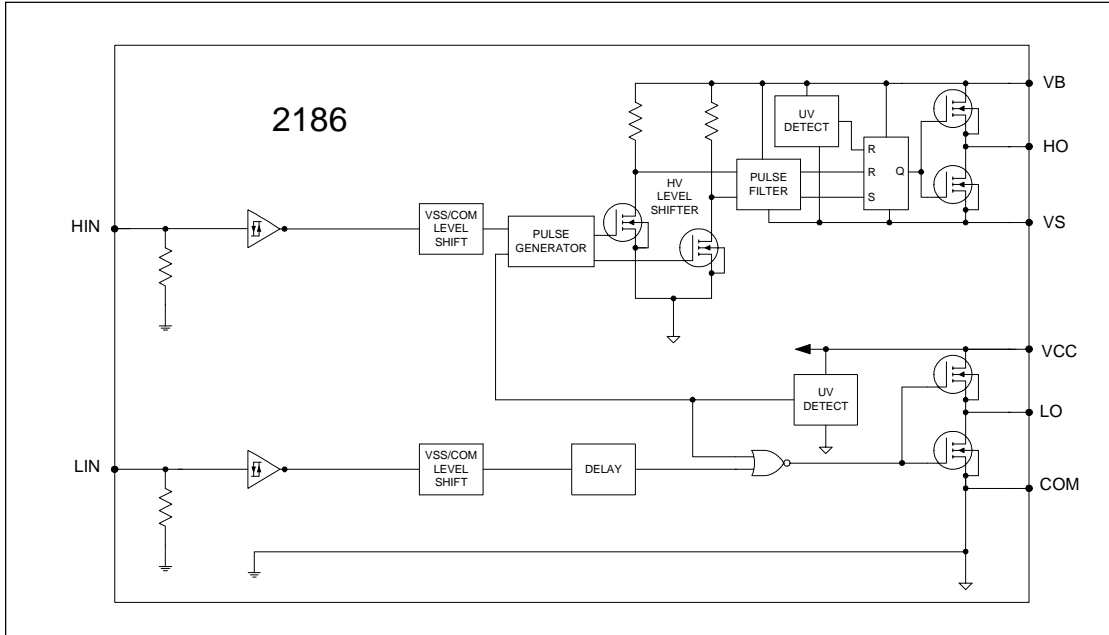 2186
VB
UV
DETECT
HO
R
R
Q
S
PULSE
FILTER
HV
LEVEL
SHIFTER
VS
HIN
VSS/COM
LEVEL
SHIFT
PULSE
GENERATOR
VCC
UV
DETECT
LO
LIN
VSS/COM
LEVEL
SHIFT
DELAY
COM